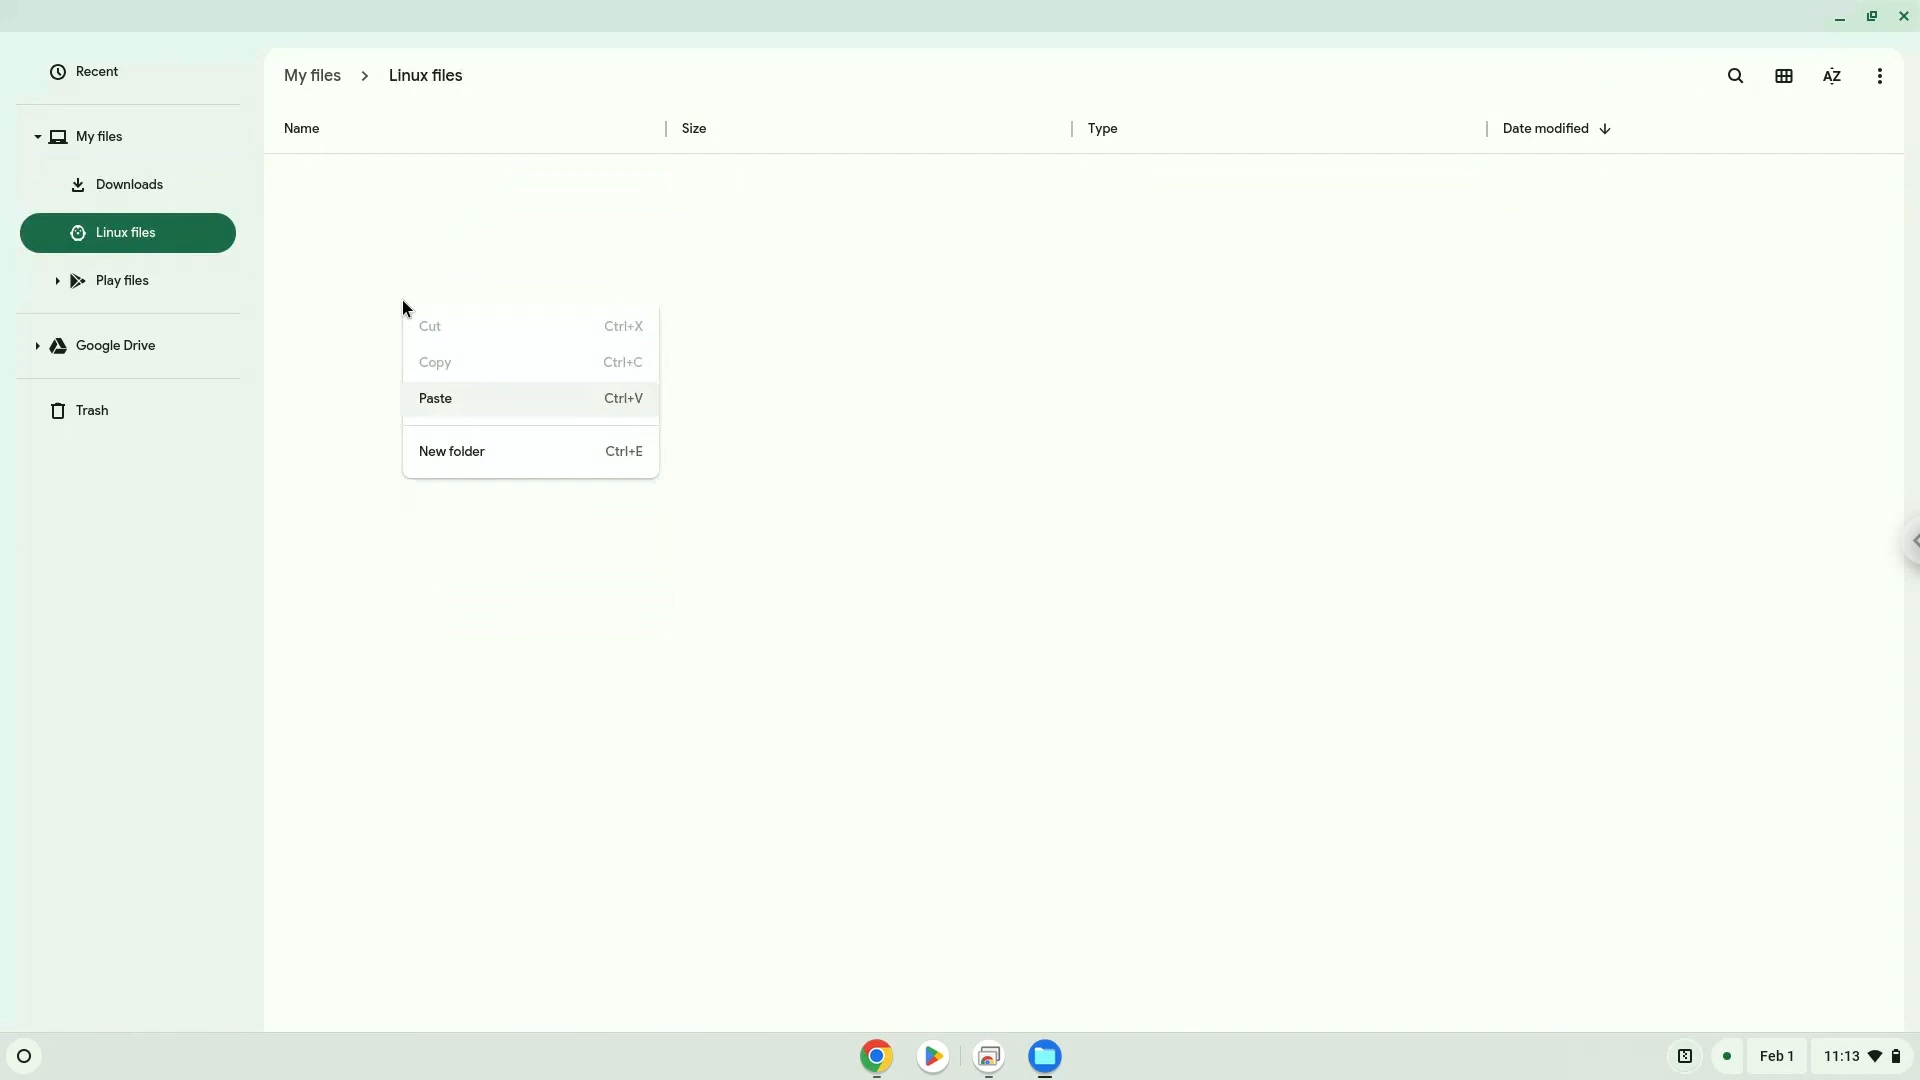 Recent
My files
Downloads
Linux files
Play files
Google Drive
Trash
My files > Linux files
Name Size Type Date modified
Cut Ctrl+X
Copy Ctrl+C
Paste Ctrl+V
New folder Ctrl+E
AZ
Feb 1 11:13